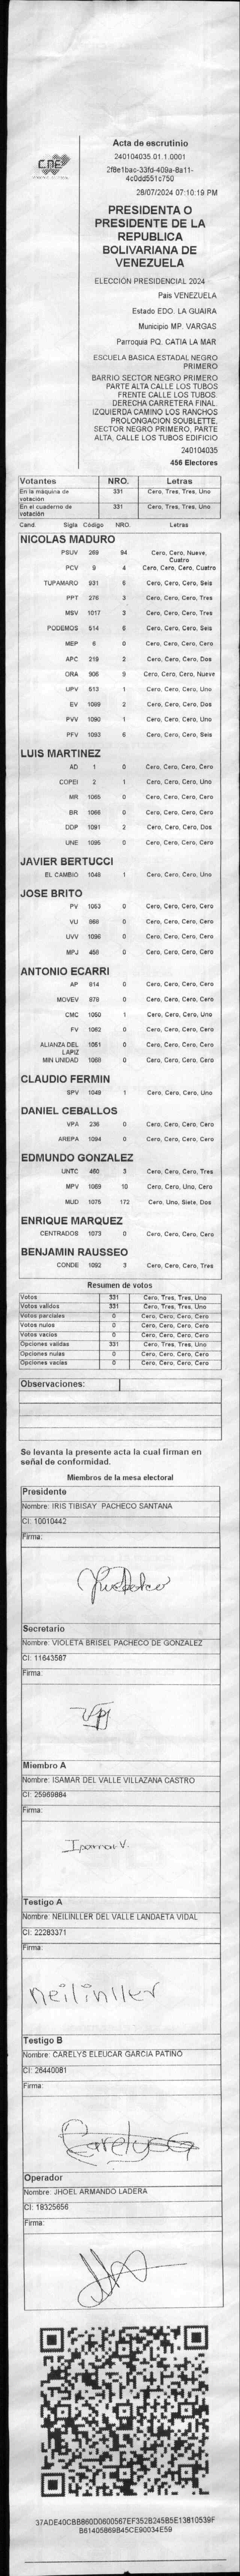 CNE
Acta de escrutinio
240104035.01.1.0001
2f8e1bac-33fd-409a-8a11-
4c0dd551c750
28/07/2024 07:10:19 PM
PRESIDENTA O
PRESIDENTE DE LA
REPUBLICA
BOLIVARIANA DE
VENEZUELA
ELECCIÓN PRESIDENCIAL 2024
Pais VENEZUELA
Estado EDO. LA GUAIRA
Municipio MP. VARGAS
Parroquia PQ. CATIA LA MAR
ESCUELA BASICA ESTADAL NEGRO
PRIMERO
BARRIO SECTOR NEGRO PRIMERO
PARTE ALTA CALLE LOS TUBOS
FRENTE CALLE LOS TUBOS.
DERECHA CARRETERA FINAL.
IZQUIERDA CAMINO LOS RANCHOS
PROLONGACION SOUBLETTE,
SECTOR NEGRO PRIMERO, PARTE
ALTA, CALLE LOS TUBOS EDIFICIO
240104035
456 Electores
Votantes NRO. Letras
En la máquina de votación 331 Cero, Tres, Tres, Uno
En el cuaderno de votación 331 Cero, Tres, Tres, Uno
Cand. Sigla Código NRO. Letras
NICOLAS MADURO
PSUV 269 94 Cero, Cero, Nueve, Cuatro
PCV 9 4 Cero, Cero, Cero, Cuatro
TUPAMARO 931 6 Cero, Cero, Cero, Seis
PPT 276 3 Cero, Cero, Cero, Tres
MSV 1017 3 Cero, Cero, Cero, Tres
PODEMOS 514 6 Cero, Cero, Cero, Seis
MEP 6 0 Cero, Cero, Cero, Cero
APC 219 2 Cero, Cero, Cero, Dos
ORA 906 9 Cero, Cero, Cero, Nueve
UPV 513 1 Cero, Cero, Cero, Uno
EV 1089 2 Cero, Cero, Cero, Dos
PVV 1090 1 Cero, Cero, Cero, Uno
PFV 1093 6 Cero, Cero, Cero, Seis
LUIS MARTINEZ
AD 1 0 Cero, Cero, Cero, Cero
COPEI 2 1 Cero, Cero, Cero, Uno
MR 1065 0 Cero, Cero, Cero, Cero
BR 1066 0 Cero, Cero, Cero, Cero
DDP 1091 2 Cero, Cero, Cero, Dos
UNE 1095 0 Cero, Cero, Cero, Cero
JAVIER BERTUCCI
EL CAMBIO 1048 1 Cero, Cero, Cero, Uno
JOSE BRITO
PV 1053 0 Cero, Cero, Cero, Cero
VU 868 0 Cero, Cero, Cero, Cero
UVV 1096 0 Cero, Cero, Cero, Cero
MPJ 458 0 Cero, Cero, Cero, Cero
ANTONIO ECARRI
AP 914 0 Cero, Cero, Cero, Cero
MOVEV 978 0 Cero, Cero, Cero, Cero
CMC 1050 1 Cero, Cero, Cero, Uno
FV 1062 0 Cero, Cero, Cero, Cero
ALIANZA DEL LAPIZ 1061 0 Cero, Cero, Cero, Cero
MIN UNIDAD 1068 0 Cero, Cero, Cero, Cero
CLAUDIO FERMIN
SPV 1049 1 Cero, Cero, Cero, Uno
DANIEL CEBALLOS
VPA 236 0 Cero, Cero, Cero, Cero
AREPA 1094 0 Cero, Cero, Cero, Cero
EDMUNDO GONZALEZ
UNTC 460 3 Cero, Cero, Cero, Tres
MPV 1069 10 Cero, Cero, Uno, Cero
MUD 1075 172 Cero, Uno, Siete, Dos
ENRIQUE MARQUEZ
CENTRADOS 1073 0 Cero, Cero, Cero, Cero
BENJAMIN RAUSSEO
CONDE 1092 3 Cero, Cero, Cero, Tres
Resumen de votos
Votos 331 Cero, Tres, Tres, Uno
Votos validos 331 Cero, Tres, Tres, Uno
Votos parciales 0 Cero, Cero, Cero, Cero
Votos nulos 0 Cero, Cero, Cero, Cero
Votos vacios 0 Cero, Cero, Cero, Cero
Opciones validas 331 Cero, Tres, Tres, Uno
Opciones nulas 0 Cero, Cero, Cero, Cero
Opciones vacias 0 Cero, Cero, Cero, Cero
Observaciones:
Se levanta la presente acta la cual firman en
señal de conformidad.
Miembros de la mesa electoral
Presidente
Nombre: IRIS TIBISAY PACHECO SANTANA
CI: 10010442
Firma:
Secretario
Nombre: VIOLETA BRISEL PACHECO DE GONZALEZ
CI: 11643587
Firma:
Miembro A
Nombre: ISAMAR DEL VALLE VILLAZANA CASTRO
CI: 25969884
Firma:
Isamar V.
Testigo A
Nombre: NEILINLLER DEL VALLE LANDAETA VIDAL
CI: 22283371
Firma:
neilinller
Testigo B
Nombre: CARELYS ELEUCAR GARCIA PATIÑO
CI: 26440081
Firma:
CarelysG
Operador
Nombre: JHOEL ARMANDO LADERA
CI: 18325656
Firma:
37ADE40CBB860D0600567EF352B245B5E13810539F
B61405869B45CE90034E59